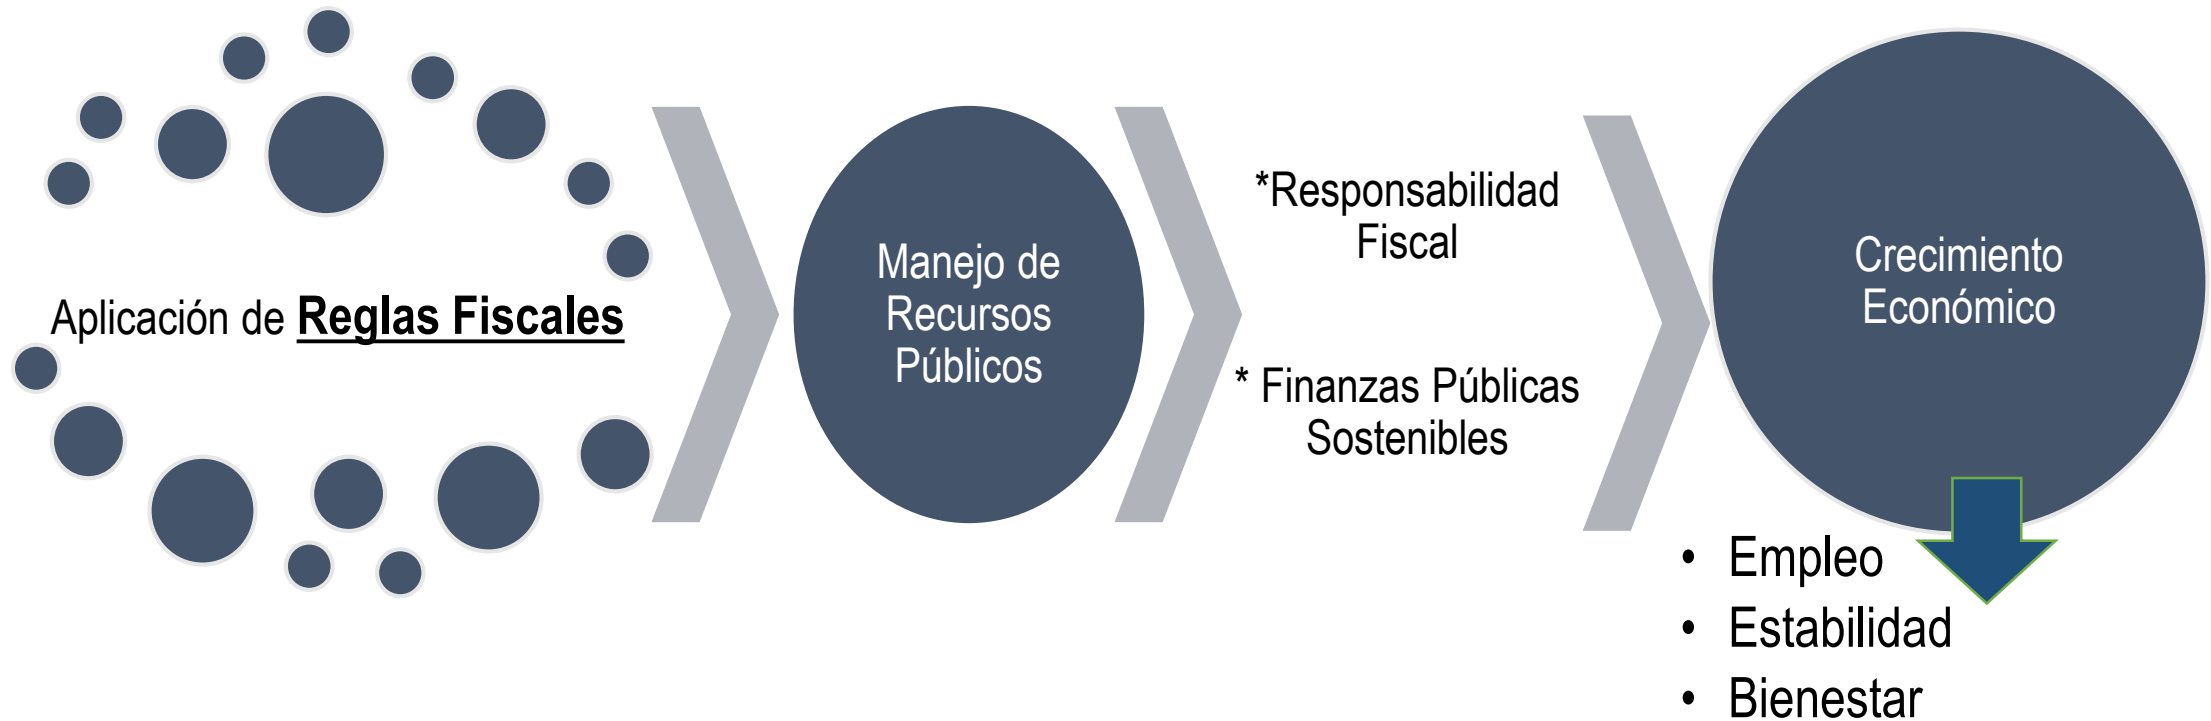 Aplicación de Reglas Fiscales
Manejo de
Recursos
Públicos
*Responsabilidad
Fiscal
* Finanzas Públicas
Sostenibles
Crecimiento
Económico
• Empleo
• Estabilidad
• Bienestar